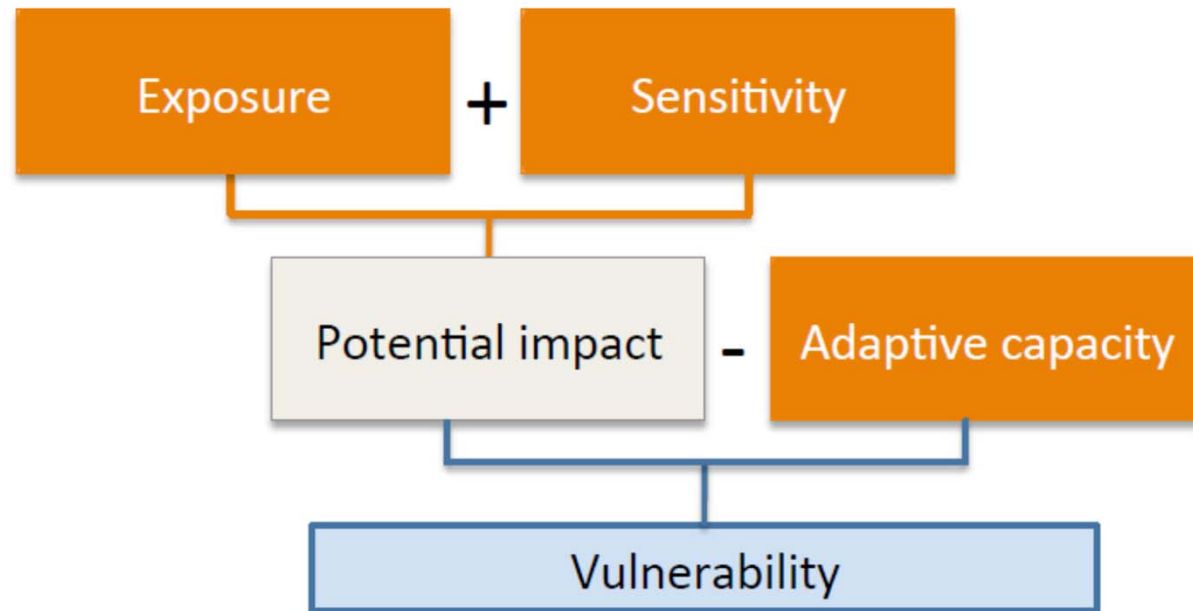 Exposure + Sensitivity
Potential impact - Adaptive capacity
Vulnerability